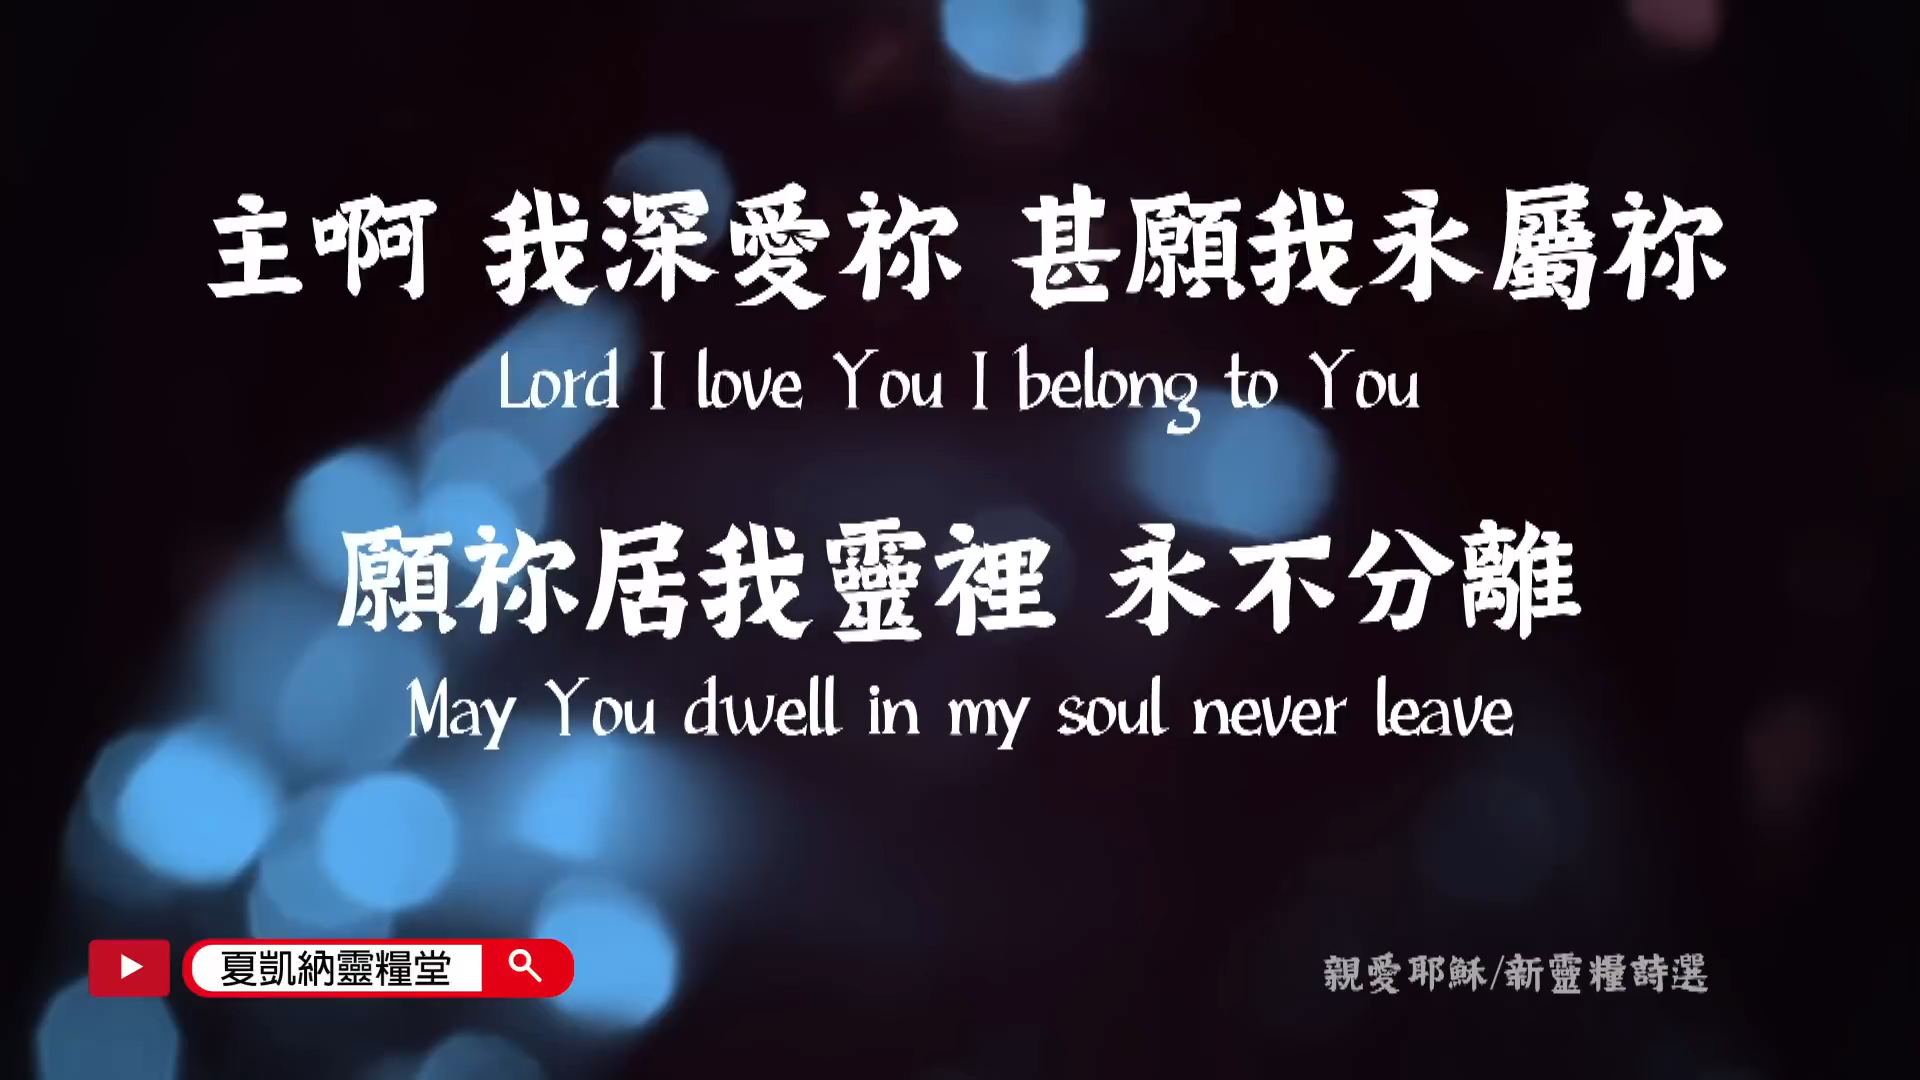 主啊 我深愛祢 甚願我永屬祢
Lord I love You I belong to You
願祢居我靈裡 永不分離
May You dwell in my soul never leave
夏凱納靈糧堂
親愛耶穌/新靈糧詩選